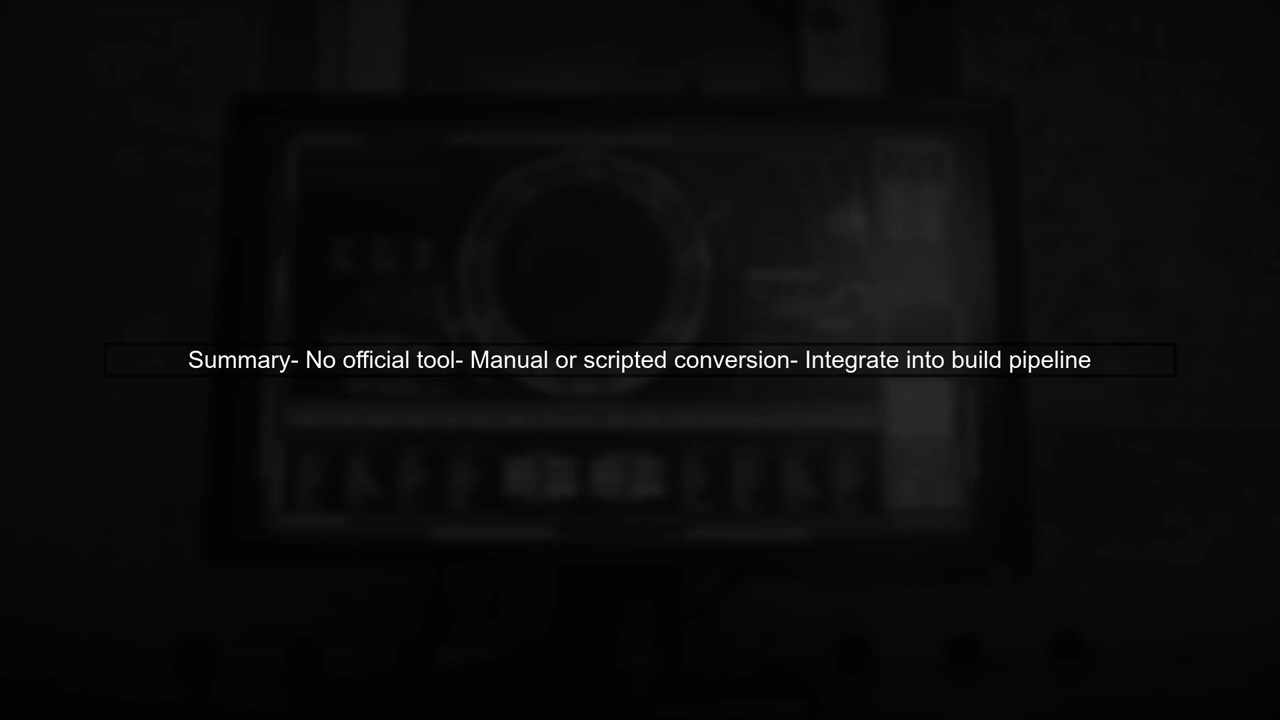 Summary- No official tool- Manual or scripted conversion- Integrate into build pipeline